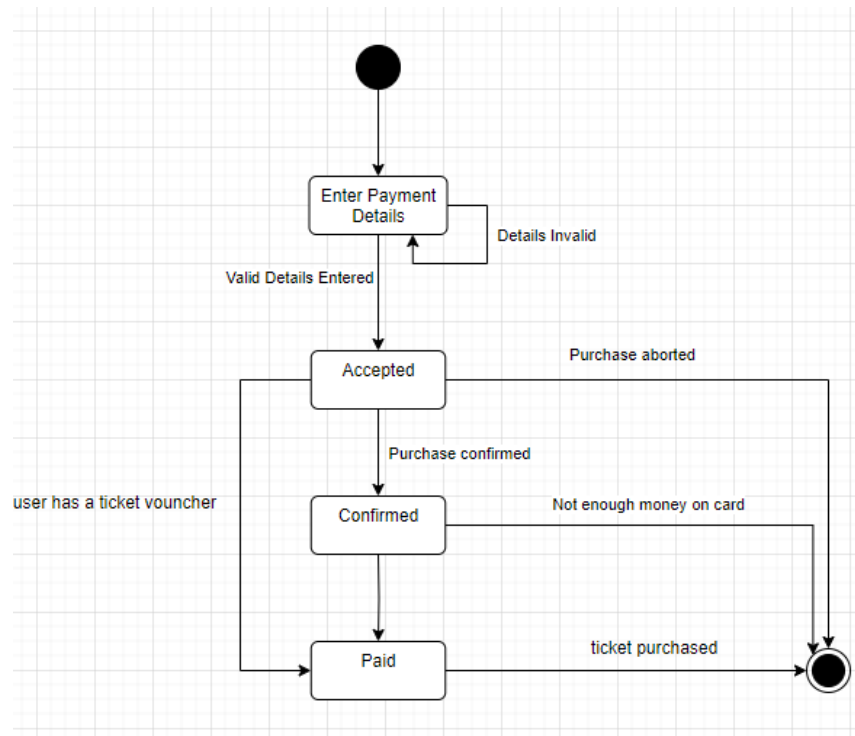 Enter Payment
Details
Details Invalid
Valid Details Entered
Purchase aborted
Accepted
Purchase confirmed
user has a ticket vouncher
Not enough money on card
Confirmed
ticket purchased
Paid